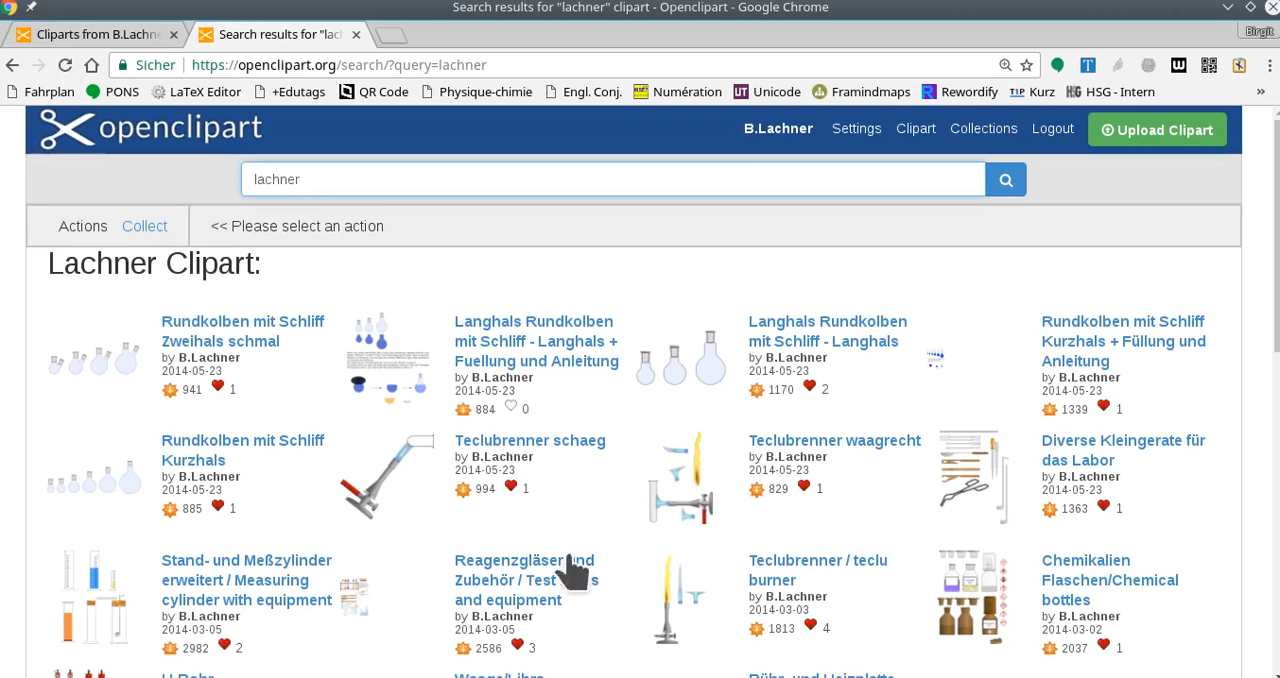 Search results for "lachner" clipart - Openclipart - Google Chrome
Cliparts from B.Lachne
Search results for "lach
Birgit
Sicher https://openclipart.org/search/?query=lachner
Fahrplan PONS LaTeX Editor +Edutags QR Code Physique-chimie Engl. Conj. Numération Unicode Framindmaps Rewordify Kurz HSG - Intern »
openclipart
B.Lachner Settings Clipart Collections Logout Upload Clipart
lachner
Actions Collect << Please select an action
Lachner Clipart:
Rundkolben mit Schliff
Zweihals schmal
by B.Lachner
2014-05-23
941 1
Langhals Rundkolben
mit Schliff - Langhals +
Fuellung und Anleitung
by B.Lachner
2014-05-23
884 0
Langhals Rundkolben
mit Schliff - Langhals
by B.Lachner
2014-05-23
1170 2
Rundkolben mit Schliff
Kurzhals + Füllung und
Anleitung
by B.Lachner
2014-05-23
1339 1
Rundkolben mit Schliff
Kurzhals
by B.Lachner
2014-05-23
885 1
Teclubrenner schaeg
by B.Lachner
2014-05-23
994 1
Teclubrenner waagrecht
by B.Lachner
2014-05-23
829 1
Diverse Kleingerate für
das Labor
by B.Lachner
2014-05-23
1363 1
Stand- und Meßzylinder
erweitert / Measuring
cylinder with equipment
by B.Lachner
2014-03-05
2982 2
Reagenzgläser und
Zubehör / Test
and equipment
by B.Lachner
2014-03-05
2586 3
Teclubrenner / teclu
burner
by B.Lachner
2014-03-03
1813 4
Chemikalien
Flaschen/Chemical
bottles
by B.Lachner
2014-03-02
2037 1